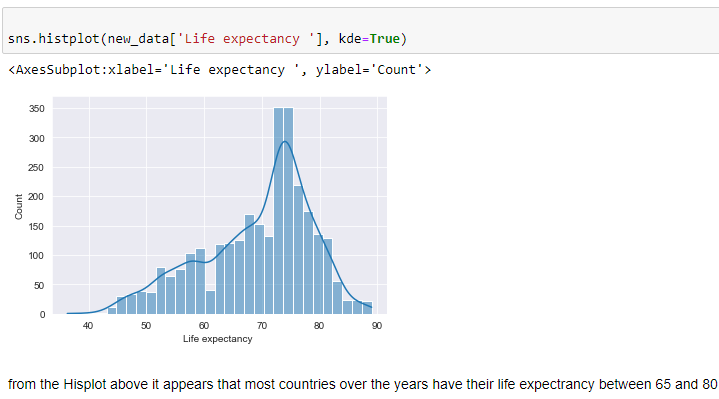 sns.histplot(new_data['Life expectancy '], kde=True)
<AxesSubplot:xlabel='Life expectancy ', ylabel='Count'>
350
300
250
200
150
100
50
0
Count
40 50 60 70 80 90
Life expectancy
from the Hisplot above it appears that most countries over the years have their life expectrancy between 65 and 80